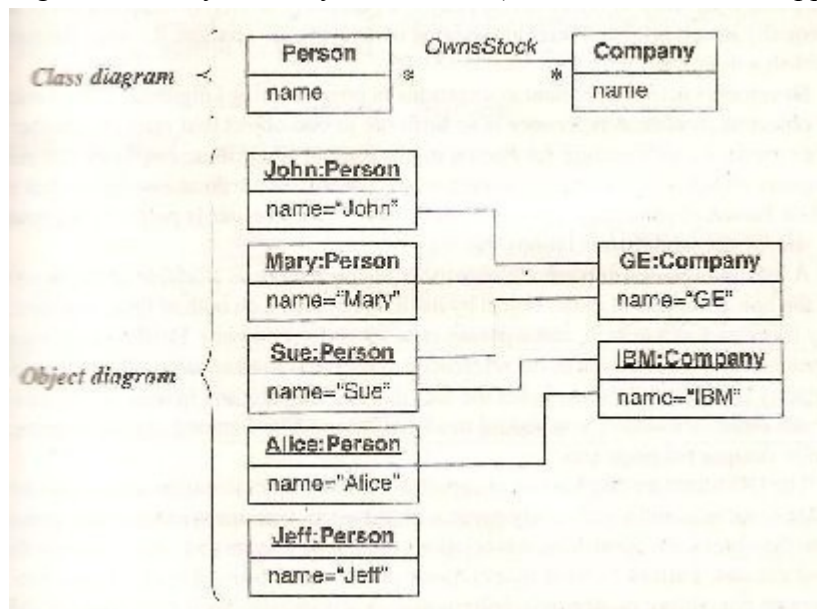 Person
OwnsStock
Company
Class diagram
*
*
name
name
John:Person
name="John"
Mary:Person
GE:Company
name="Mary"
name="GE"
Sue:Person
IBM:Company
Object diagram
name="Sue"
name="IBM"
Alice:Person
name="Alice"
Jeff:Person
name="Jeff"